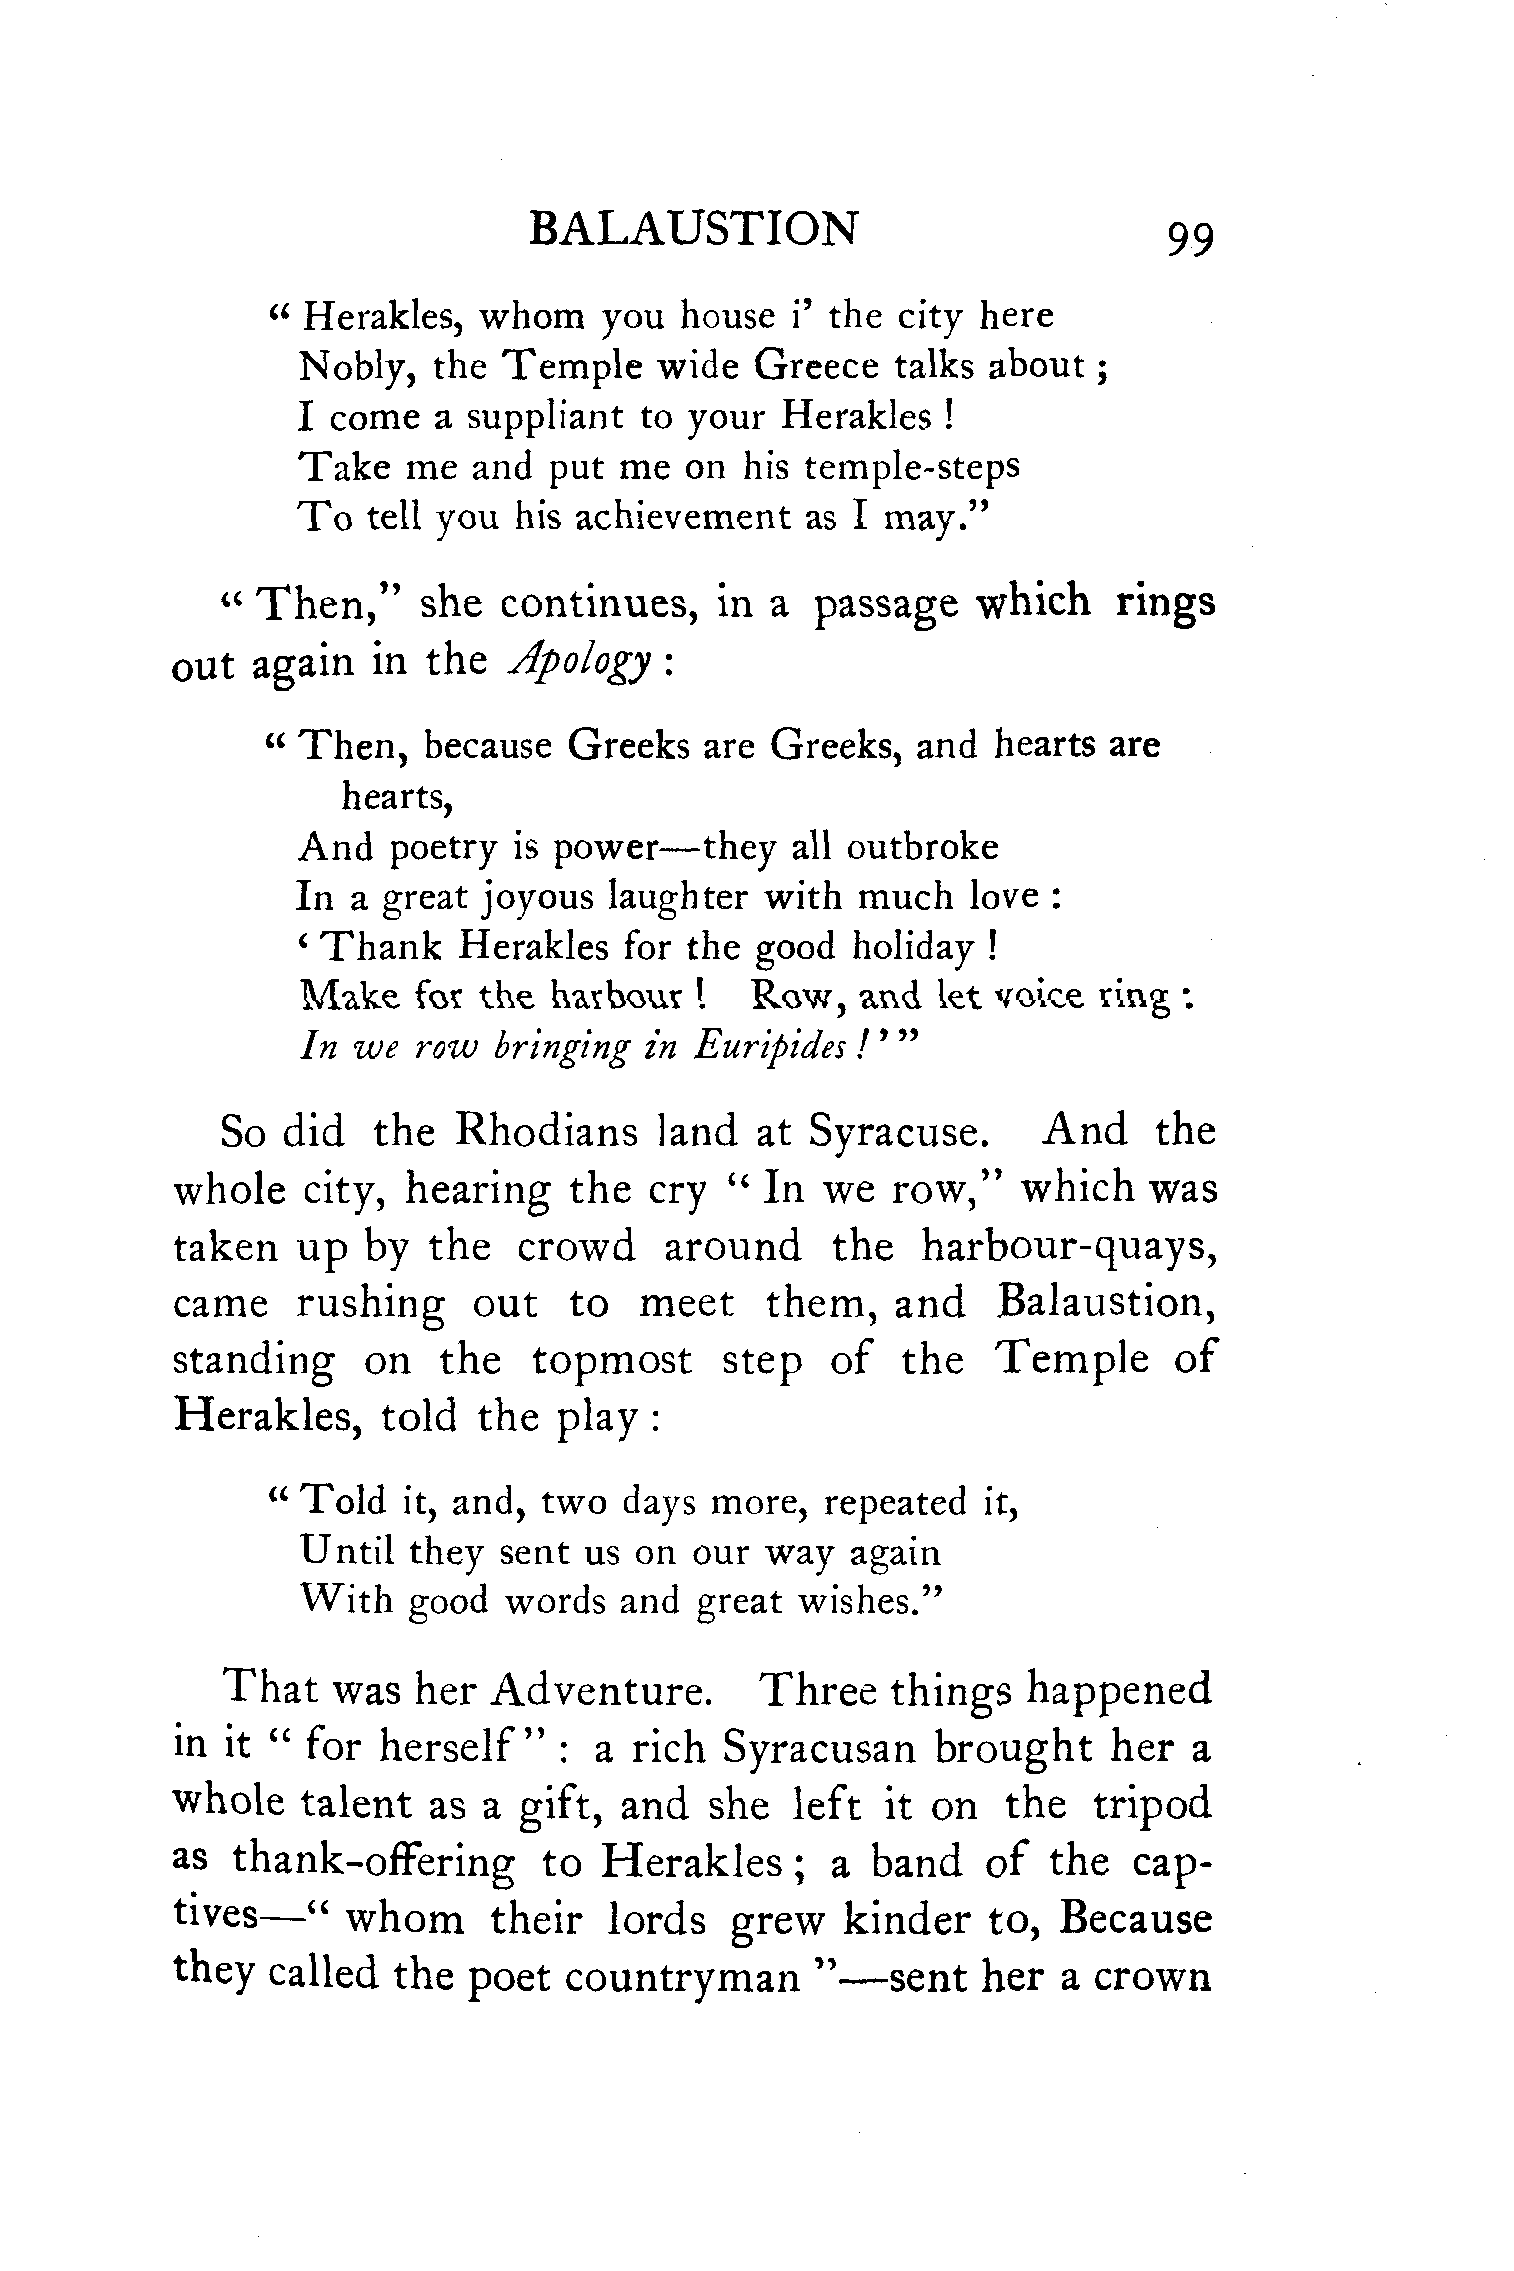 BALAUSTION 99
“ Herakles, whom you house i’ the city here
Nobly, the Temple wide Greece talks about ;
I come a suppliant to your Herakles !
Take me and put me on his temple-steps
To tell you his achievement as I may.”
“ Then,” she continues, in a passage which rings
out again in the Apology :
“ Then, because Greeks are Greeks, and hearts are
hearts,
And poetry is power—they all outbroke
In a great joyous laughter with much love :
‘ Thank Herakles for the good holiday !
Make for the harbour ! Row, and let voice ring :
In we row bringing in Euripides ! ’ ”
So did the Rhodians land at Syracuse. And the
whole city, hearing the cry “ In we row,” which was
taken up by the crowd around the harbour-quays,
came rushing out to meet them, and Balaustion,
standing on the topmost step of the Temple of
Herakles, told the play :
“ Told it, and, two days more, repeated it,
Until they sent us on our way again
With good words and great wishes.”
That was her Adventure. Three things happened
in it “ for herself ” : a rich Syracusan brought her a
whole talent as a gift, and she left it on the tripod
as thank-offering to Herakles ; a band of the cap-
tives—“ whom their lords grew kinder to, Because
they called the poet countryman ”—sent her a crown